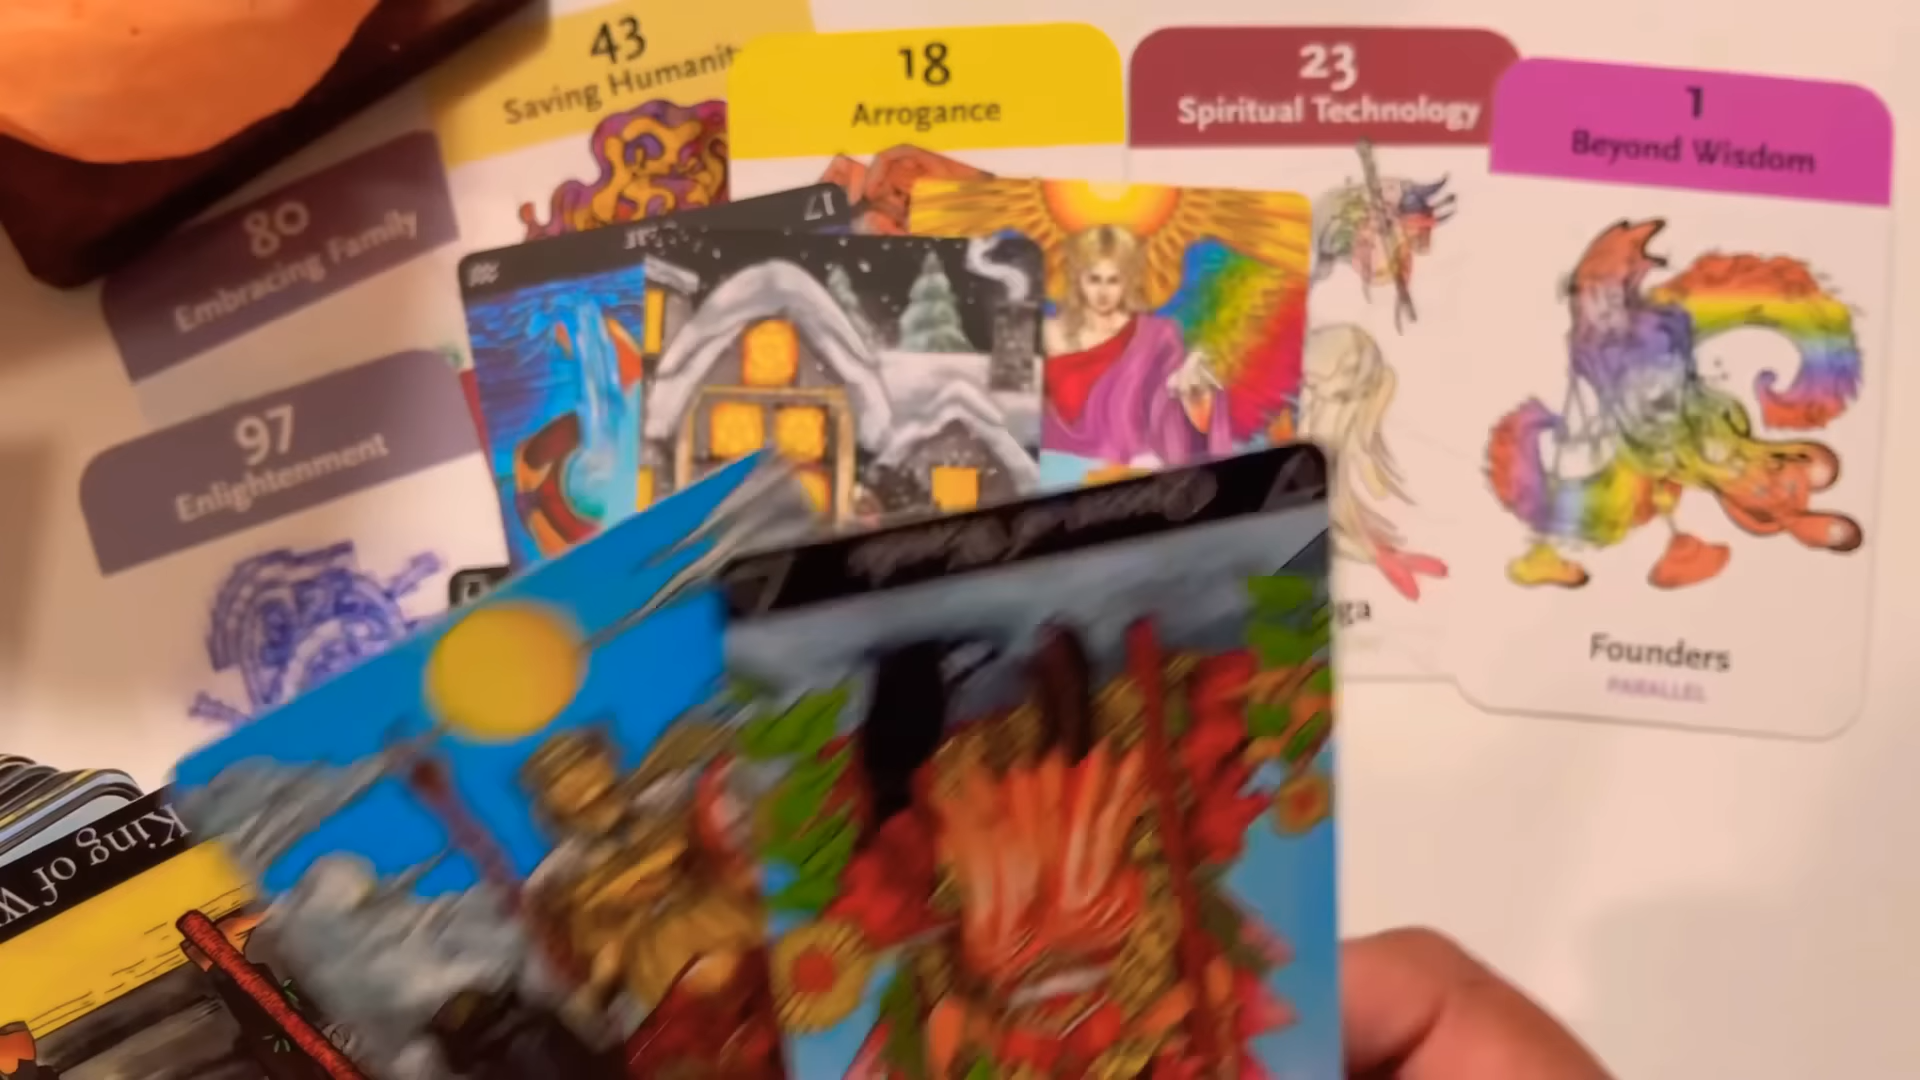 43
Saving Humanit
18
Arrogance
23
Spiritual Technology
1
Beyond Wisdom
80
Embracing Family
97
Enlightenment
17
Founders
PARALLEL
King of W